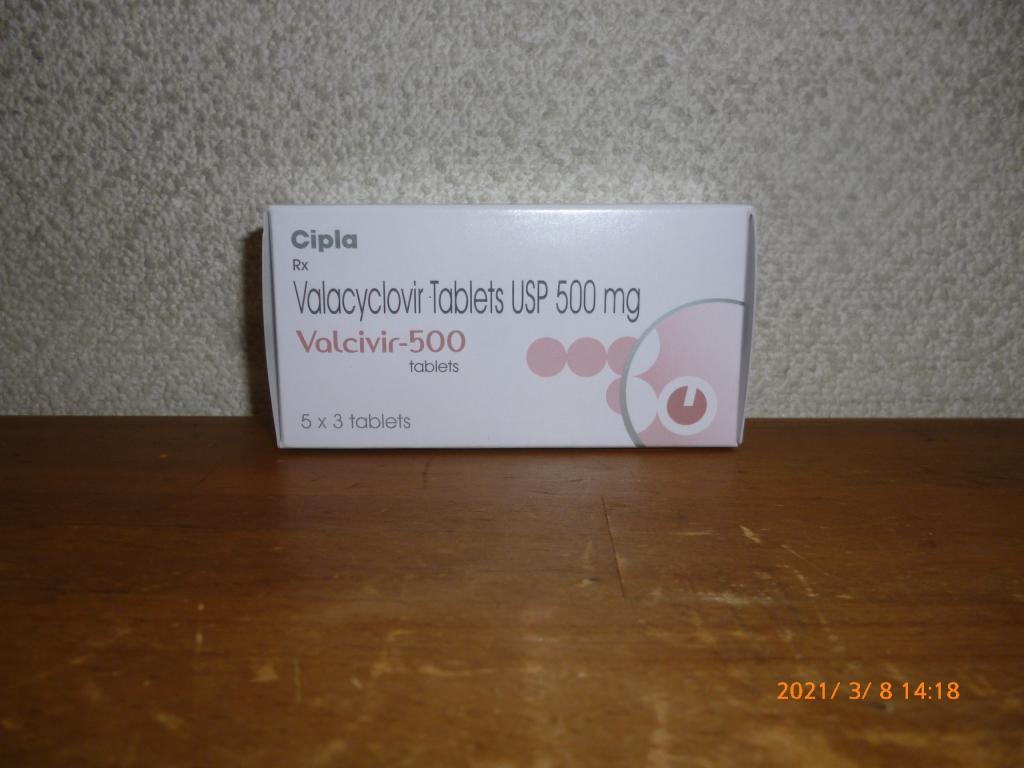 Cipla
Rx
Valacyclovir Tablets USP 500 mg
Valcivir-500
tablets
5 x 3 tablets
2021/ 3/ 8 14:18